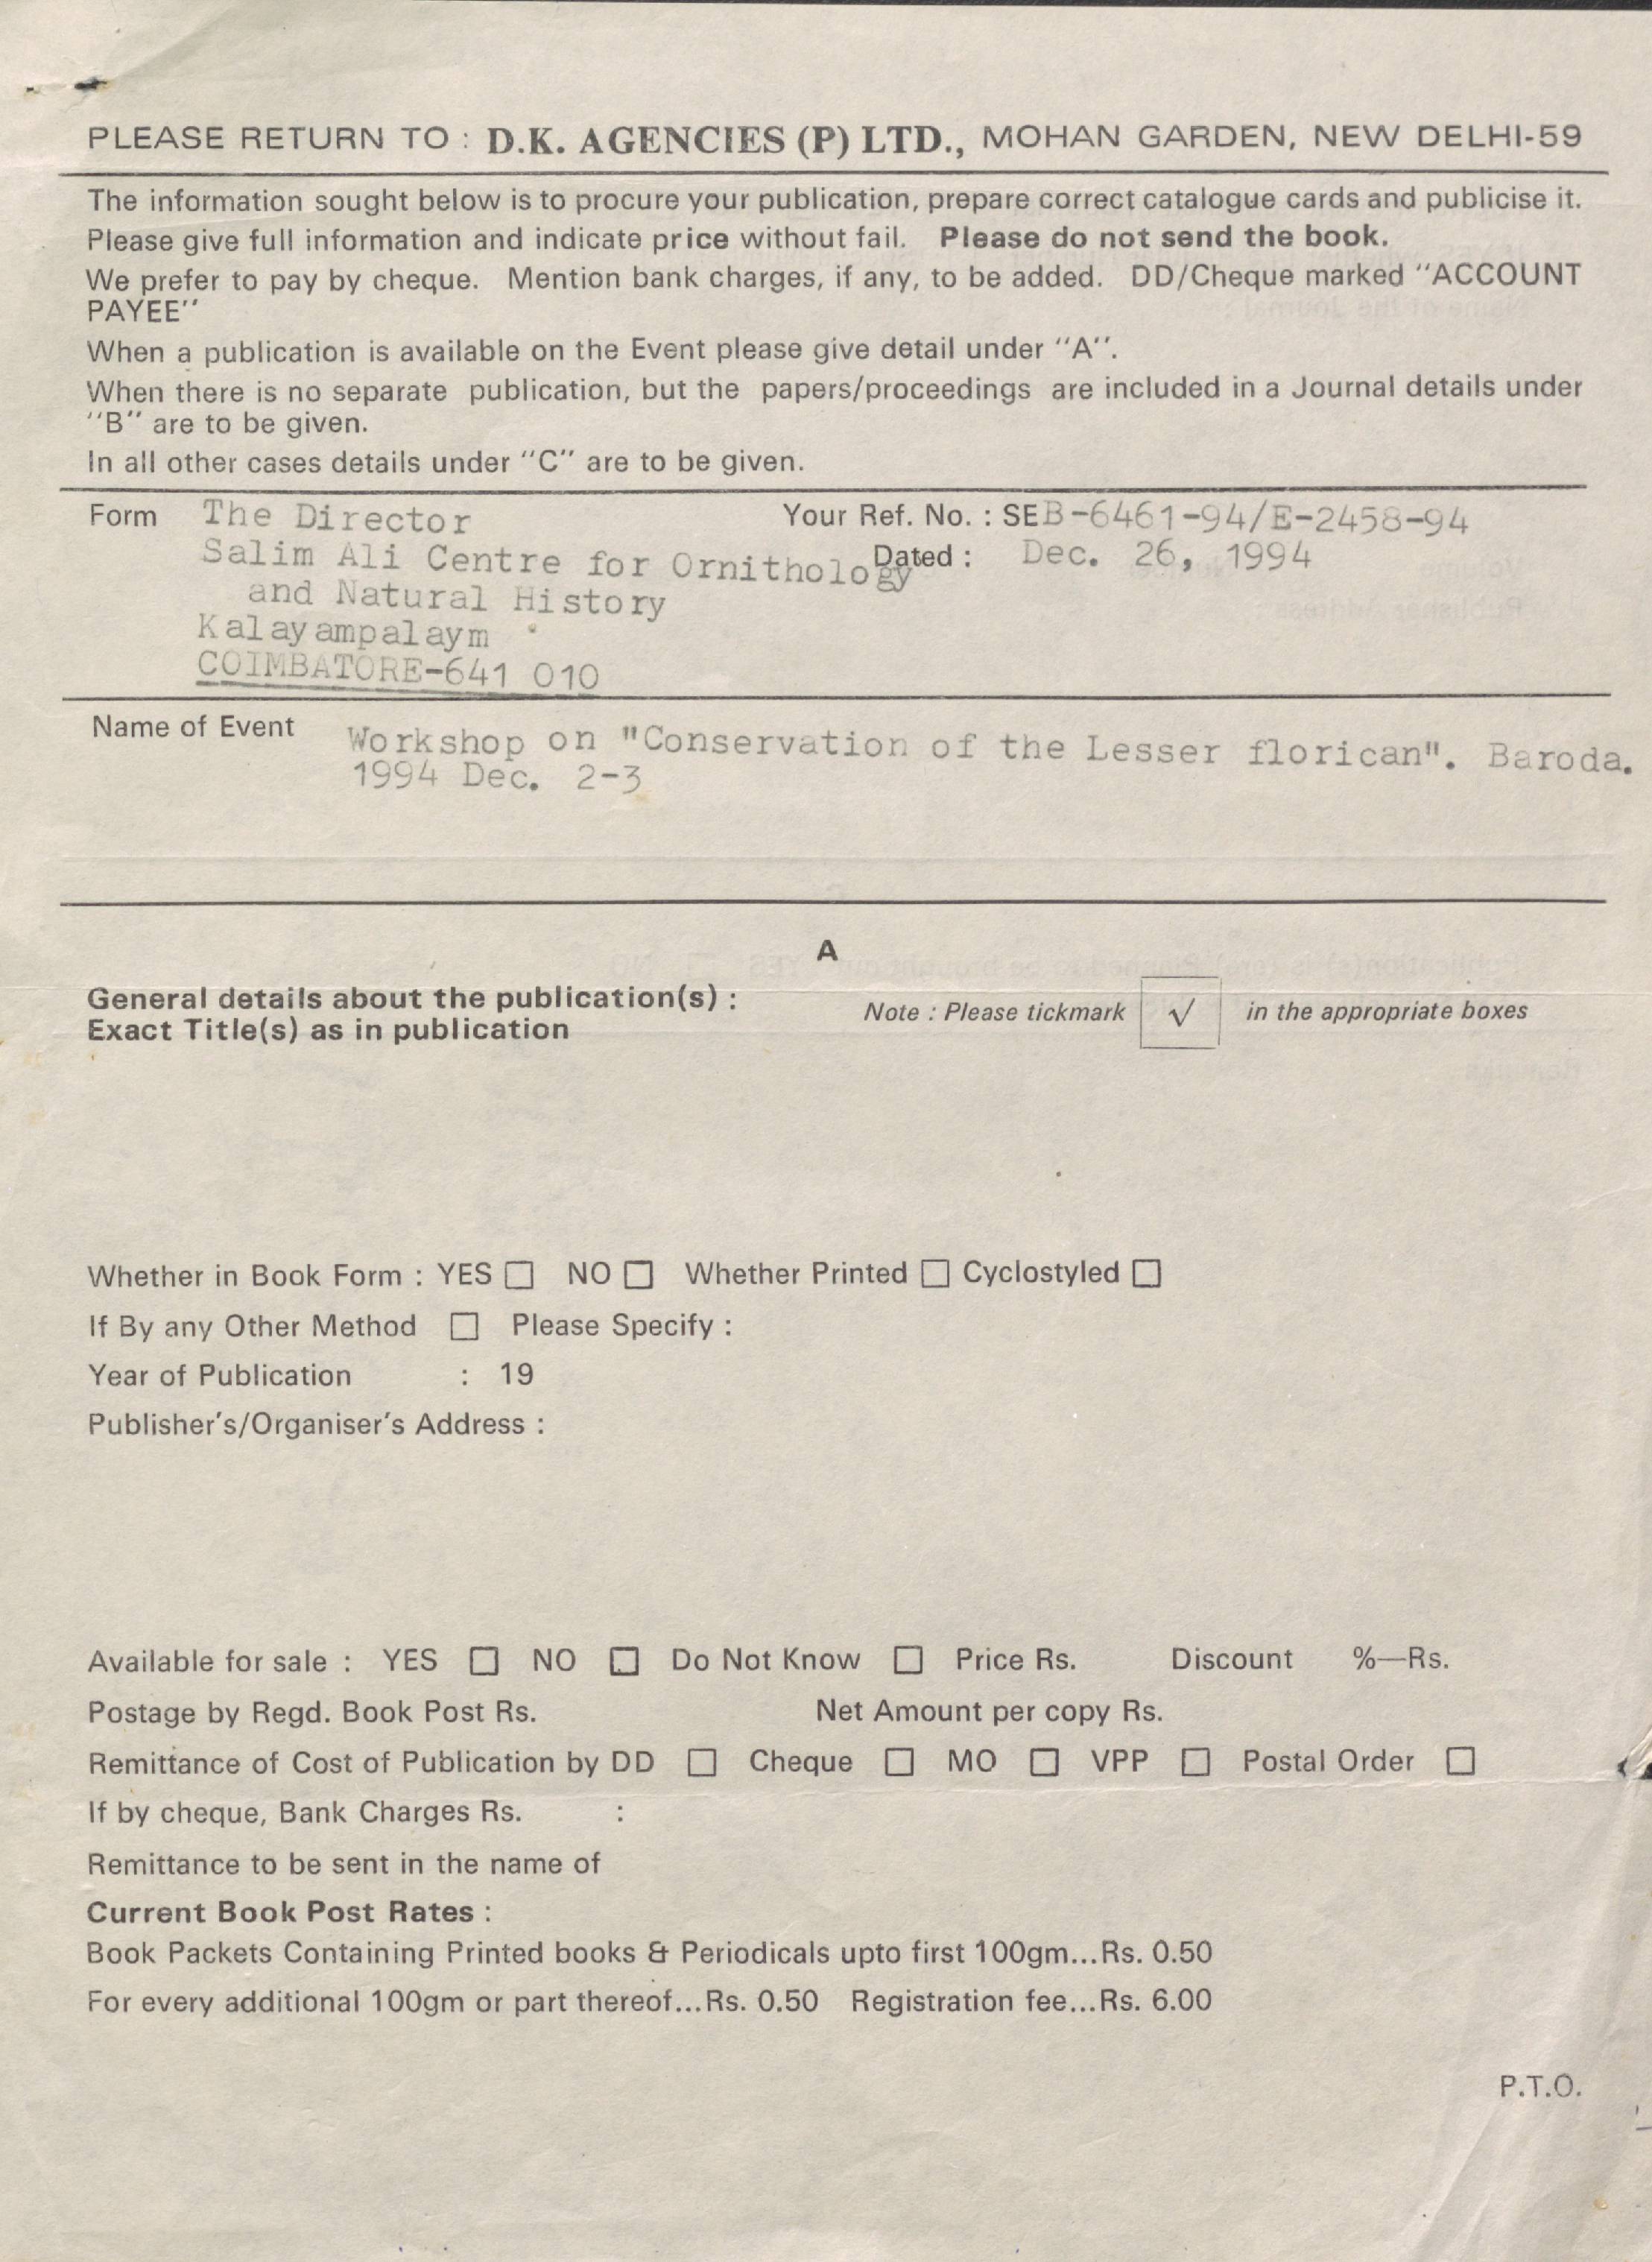 PLEASE RETURN TO : D.K. AGENCIES (P) LTD., MOHAN GARDEN, NEW DELHI-59
The information sought below is to procure your publication, prepare correct catalogue cards and publicise it.
Please give full information and indicate price without fail. Please do not send the book.
We prefer to pay by cheque. Mention bank charges, if any, to be added. DD/Cheque marked "ACCOUNT
PAYEE"
When a publication is available on the Event please give detail under "A".
When there is no separate publication, but the papers/proceedings are included in a Journal details under
"B" are to be given.
In all other cases details under "C" are to be given.
Form The Director Your Ref. No. : SEB-6461-94/E-2458-94
Salim Ali Centre for Ornithology Dated : Dec. 26, 1994
and Natural History
Kalayampalaym
COIMBATORE-641 010
Name of Event Workshop on "Conservation of the Lesser florican". Baroda.
1994 Dec. 2-3
A
General details about the publication(s) :
Exact Title(s) as in publication
Note : Please tickmark √ in the appropriate boxes
Whether in Book Form : YES □ NO □ Whether Printed □ Cyclostyled □
If By any Other Method □ Please Specify :
Year of Publication : 19
Publisher's/Organiser's Address :
Available for sale : YES □ NO □ Do Not Know □ Price Rs. Discount %—Rs.
Postage by Regd. Book Post Rs. Net Amount per copy Rs.
Remittance of Cost of Publication by DD □ Cheque □ MO □ VPP □ Postal Order □
If by cheque, Bank Charges Rs. :
Remittance to be sent in the name of
Current Book Post Rates :
Book Packets Containing Printed books & Periodicals upto first 100gm...Rs. 0.50
For every additional 100gm or part thereof...Rs. 0.50 Registration fee...Rs. 6.00
P.T.O.